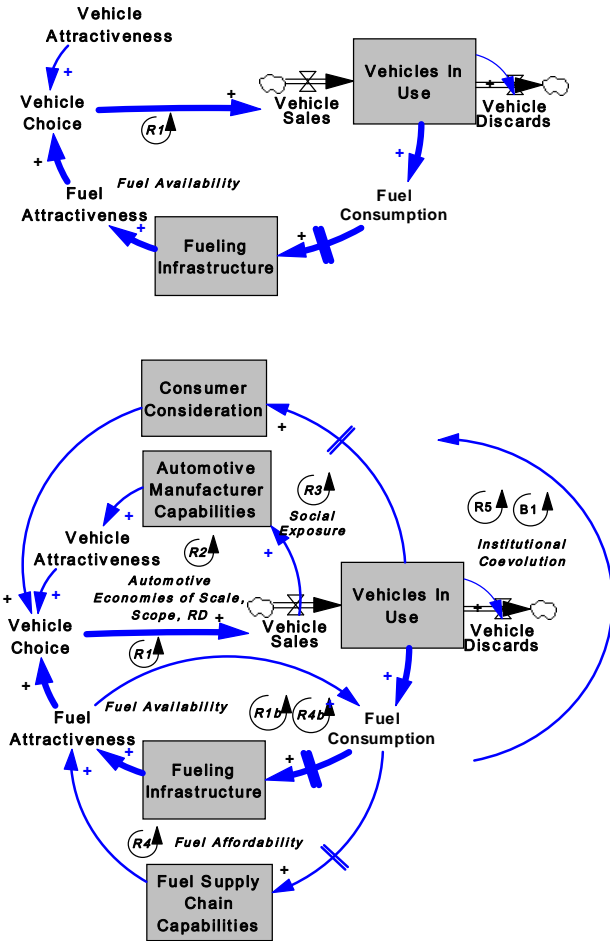 Vehicle
Attractiveness
+
Vehicles In
Use
+
+
Vehicle
Choice
R1
Vehicle
Sales
Vehicle
Discards
+
+
Fuel Availability
Fuel
Attractiveness
Fuel
Consumption
+
+
Fueling
Infrastructure
Consumer
Consideration
+
Automotive
Manufacturer
Capabilities
R3
Social
Exposure
R5
B1
Institutional
Coevolution
+
Vehicle
Attractiveness
R2
+
Automotive
Economies of Scale,
Scope, RD
+
+
+
Vehicles In
Use
+
Vehicle
Choice
R1
Vehicle
Sales
Vehicle
Discards
+
+
Fuel Availability
R1b
R4b
+
Fuel
Attractiveness
Fuel
Consumption
+
+
+
Fueling
Infrastructure
R4
Fuel Affordability
+
Fuel Supply
Chain
Capabilities